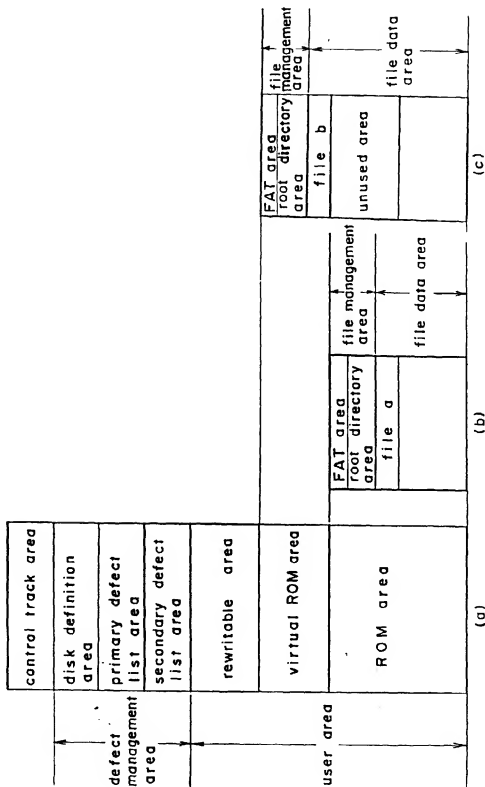 control track area
disk definition
area
primary defect
list area
secondary defect
list area
rewritable area
virtual ROM area
ROM area
defect
management
area
user area
(a)
FAT area
root directory
area
file a
file management
area
file data area
(b)
FAT area
root directory
area
file b
unused area
file
management
area
file data
area
(c)